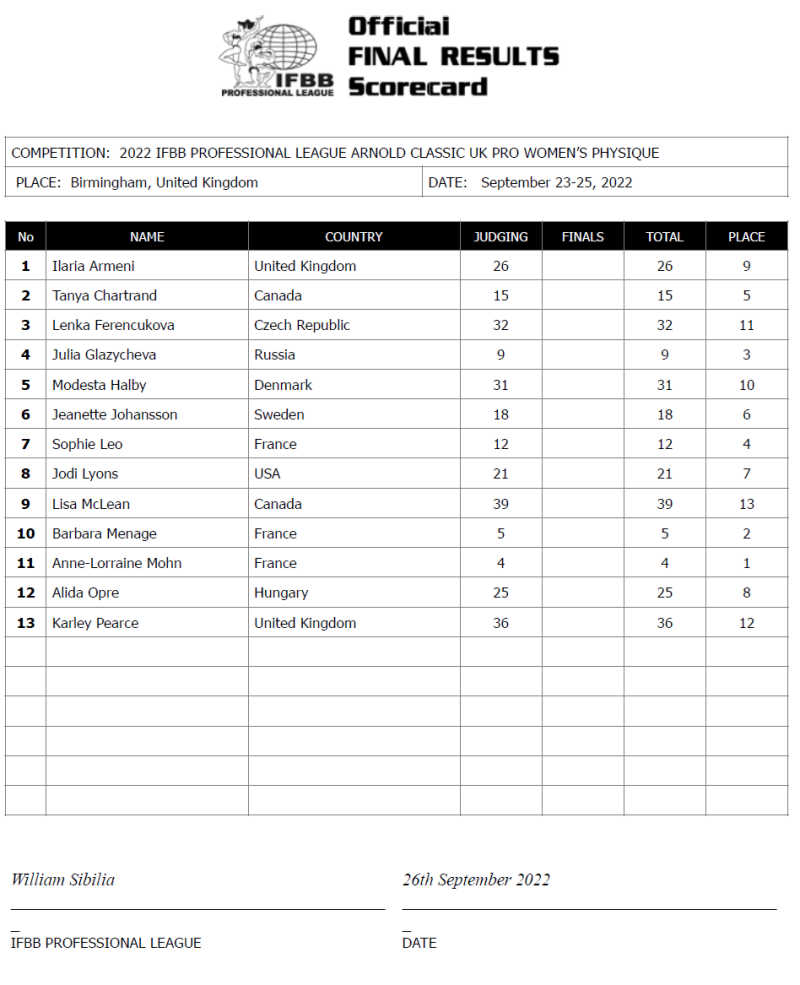 Official
FINAL RESULTS
Scorecard
IFBB
PROFESSIONAL LEAGUE
COMPETITION: 2022 IFBB PROFESSIONAL LEAGUE ARNOLD CLASSIC UK PRO WOMEN'S PHYSIQUE
PLACE: Birmingham, United Kingdom DATE: September 23-25, 2022
No NAME COUNTRY JUDGING FINALS TOTAL PLACE
1 Ilaria Armeni United Kingdom 26 26 9
2 Tanya Chartrand Canada 15 15 5
3 Lenka Ferencukova Czech Republic 32 32 11
4 Julia Glazycheva Russia 9 9 3
5 Modesta Halby Denmark 31 31 10
6 Jeanette Johansson Sweden 18 18 6
7 Sophie Leo France 12 12 4
8 Jodi Lyons USA 21 21 7
9 Lisa McLean Canada 39 39 13
10 Barbara Menage France 5 5 2
11 Anne-Lorraine Mohn France 4 4 1
12 Alida Opre Hungary 25 25 8
13 Karley Pearce United Kingdom 36 36 12
William Sibilia 26th September 2022
IFBB PROFESSIONAL LEAGUE DATE